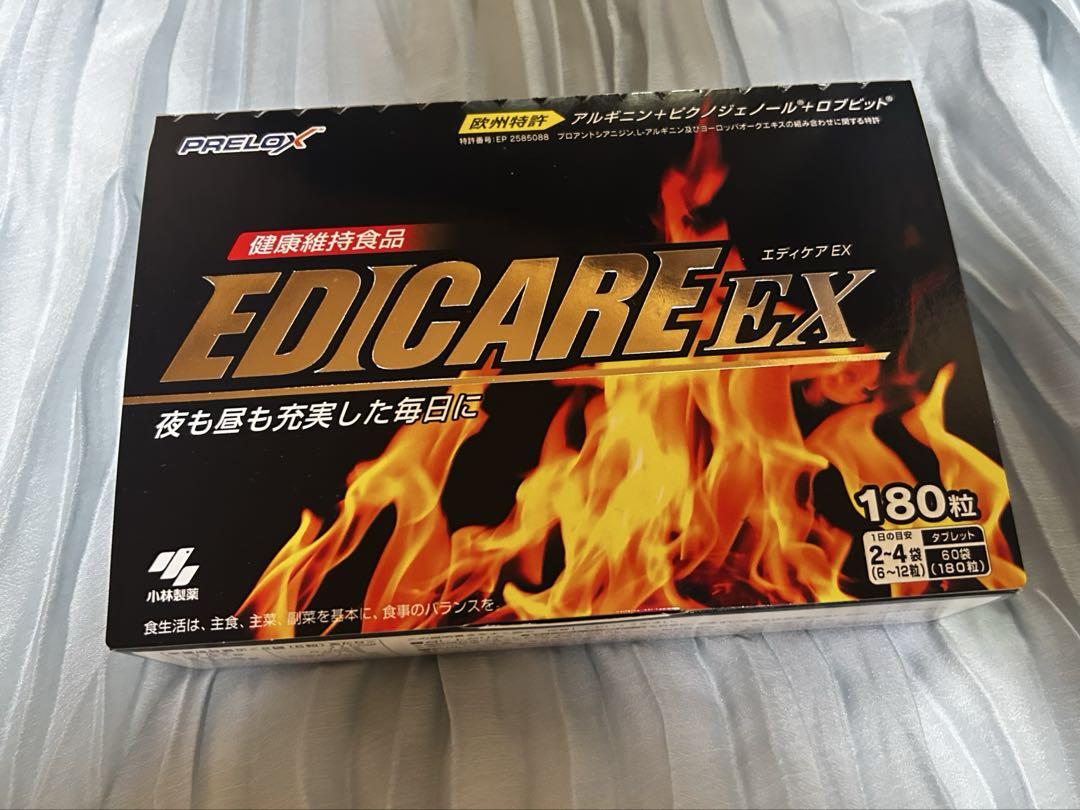 PRELOX™
欧州特許 アルギニン+ピクノジェノール®+ロブビット®
特許番号:EP 2585088 プロアントシアニジン、L-アルギニン及びヨーロッパオークエキスの組み合わせに関する特許
健康維持食品
エディケアEX
EDICARE EX
夜も昼も充実した毎日に
180粒
1日の目安
2~4袋
(6~12粒)
タブレット
60袋
(180粒)
小林製薬
食生活は、主食、主菜、副菜を基本に、食事のバランスを。